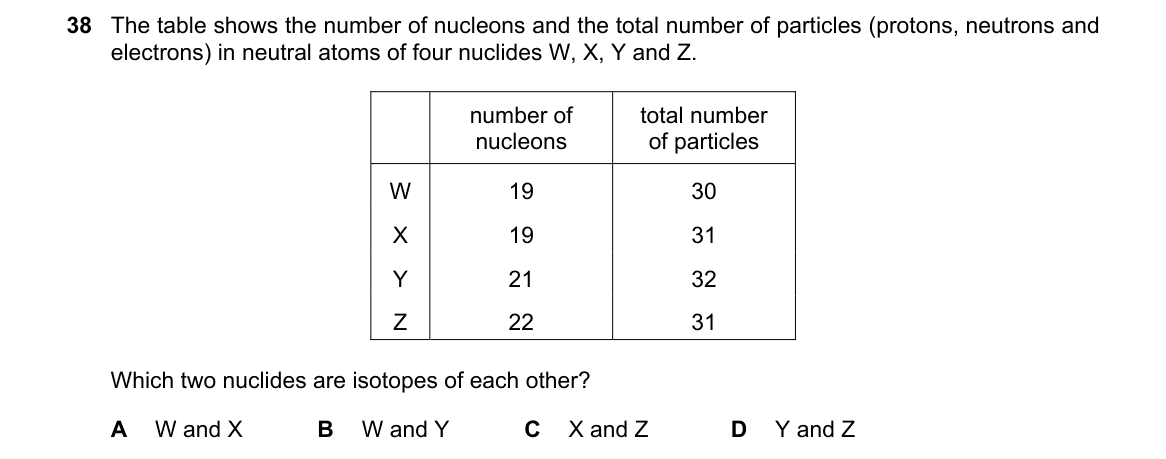 38 The table shows the number of nucleons and the total number of particles (protons, neutrons and
electrons) in neutral atoms of four nuclides W, X, Y and Z.
number of nucleons total number of particles
W 19 30
X 19 31
Y 21 32
Z 22 31
Which two nuclides are isotopes of each other?
A W and X B W and Y C X and Z D Y and Z